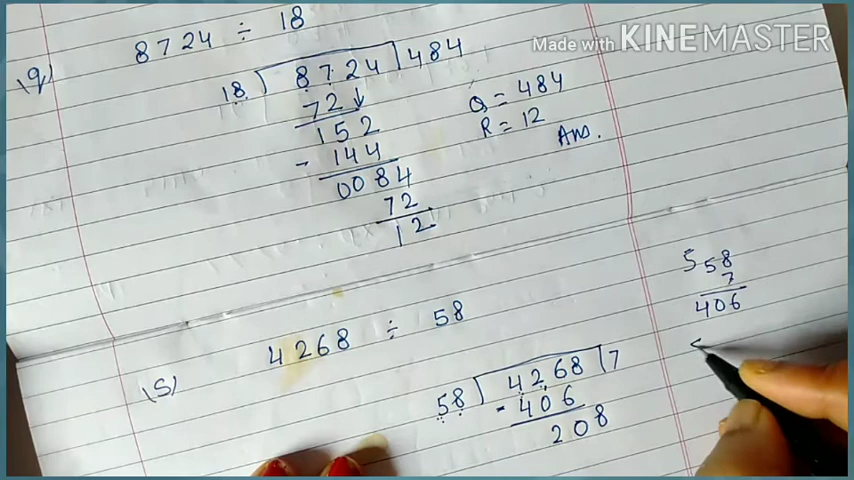 Made with KINEMASTER
(q) 8724 ÷ 18
18 ) 8724 ( 484
72
152
- 144
0084
72
12
Q = 484
R = 12
Ans.
(S) 4268 ÷ 58
58 ) 4268 ( 7
- 406
208
5
58
7
406